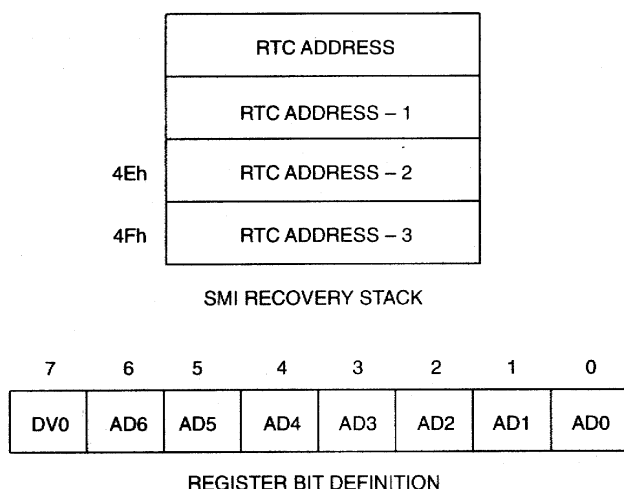 RTC ADDRESS
RTC ADDRESS – 1
4Eh RTC ADDRESS – 2
4Fh RTC ADDRESS – 3
SMI RECOVERY STACK
7 6 5 4 3 2 1 0
DV0 AD6 AD5 AD4 AD3 AD2 AD1 AD0
REGISTER BIT DEFINITION